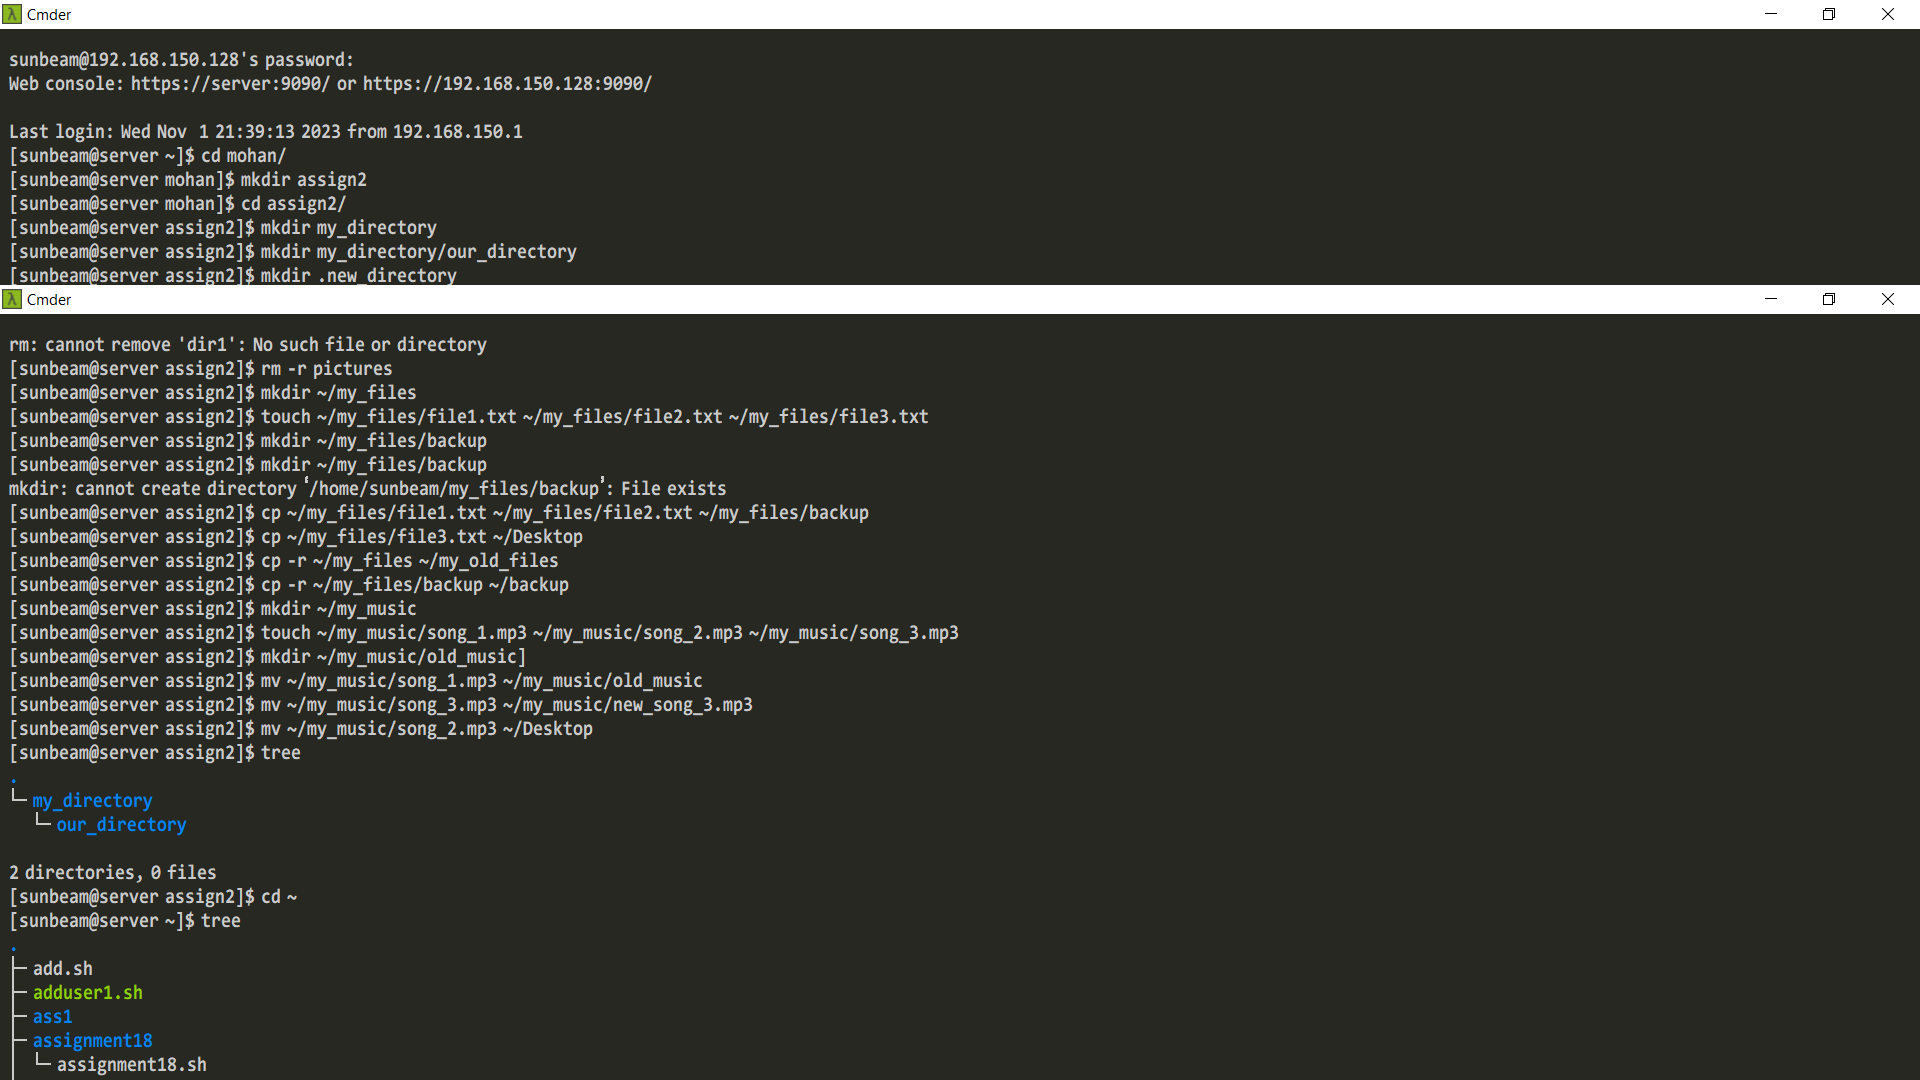 Cmder
sunbeam@192.168.150.128's password:
Web console: https://server:9090/ or https://192.168.150.128:9090/
Last login: Wed Nov  1 21:39:13 2023 from 192.168.150.1
[sunbeam@server ~]$ cd mohan/
[sunbeam@server mohan]$ mkdir assign2
[sunbeam@server mohan]$ cd assign2/
[sunbeam@server assign2]$ mkdir my_directory
[sunbeam@server assign2]$ mkdir my_directory/our_directory
[sunbeam@server assign2]$ mkdir .new_directory
Cmder
rm: cannot remove 'dir1': No such file or directory
[sunbeam@server assign2]$ rm -r pictures
[sunbeam@server assign2]$ mkdir ~/my_files
[sunbeam@server assign2]$ touch ~/my_files/file1.txt ~/my_files/file2.txt ~/my_files/file3.txt
[sunbeam@server assign2]$ mkdir ~/my_files/backup
[sunbeam@server assign2]$ mkdir ~/my_files/backup
mkdir: cannot create directory ‘/home/sunbeam/my_files/backup’: File exists
[sunbeam@server assign2]$ cp ~/my_files/file1.txt ~/my_files/file2.txt ~/my_files/backup
[sunbeam@server assign2]$ cp ~/my_files/file3.txt ~/Desktop
[sunbeam@server assign2]$ cp -r ~/my_files ~/my_old_files
[sunbeam@server assign2]$ cp -r ~/my_files/backup ~/backup
[sunbeam@server assign2]$ mkdir ~/my_music
[sunbeam@server assign2]$ touch ~/my_music/song_1.mp3 ~/my_music/song_2.mp3 ~/my_music/song_3.mp3
[sunbeam@server assign2]$ mkdir ~/my_music/old_music]
[sunbeam@server assign2]$ mv ~/my_music/song_1.mp3 ~/my_music/old_music
[sunbeam@server assign2]$ mv ~/my_music/song_3.mp3 ~/my_music/new_song_3.mp3
[sunbeam@server assign2]$ mv ~/my_music/song_2.mp3 ~/Desktop
[sunbeam@server assign2]$ tree
.
└─ my_directory
   └─ our_directory
2 directories, 0 files
[sunbeam@server assign2]$ cd ~
[sunbeam@server ~]$ tree
.
├─ add.sh
├─ adduser1.sh
├─ ass1
├─ assignment18
│  └─ assignment18.sh